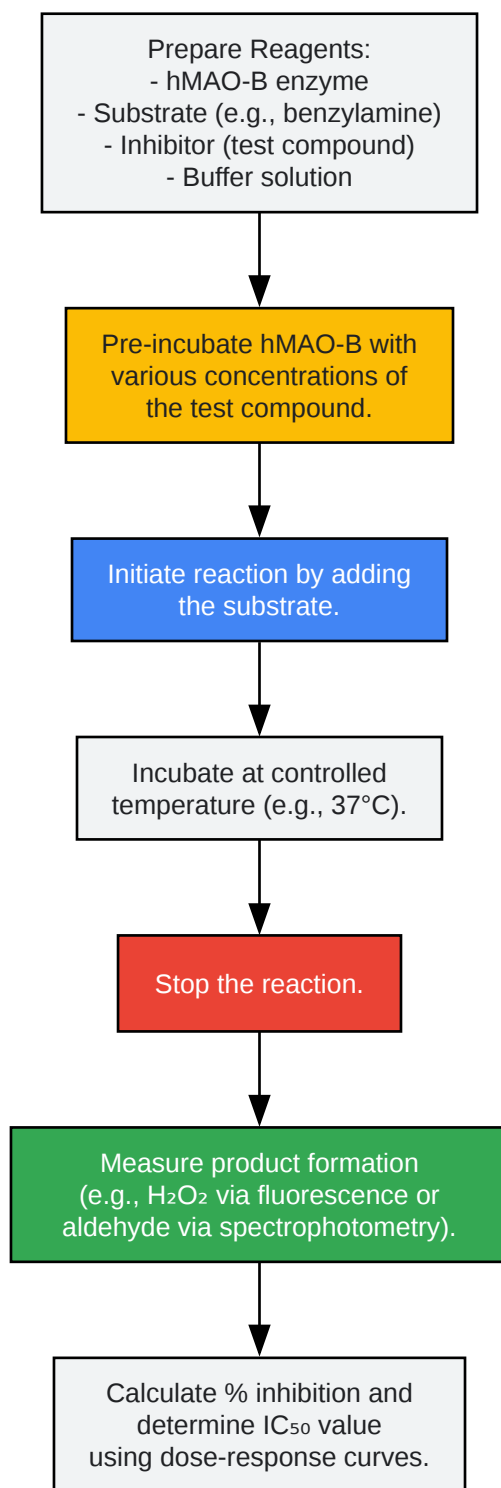 Prepare Reagents:
- hMAO-B enzyme
- Substrate (e.g., benzylamine)
- Inhibitor (test compound)
- Buffer solution
Pre-incubate hMAO-B with
various concentrations of
the test compound.
Initiate reaction by adding
the substrate.
Incubate at controlled
temperature (e.g., 37°C).
Stop the reaction.
Measure product formation
(e.g., H₂O₂ via fluorescence or
aldehyde via spectrophotometry).
Calculate % inhibition and
determine IC₅₀ value
using dose-response curves.